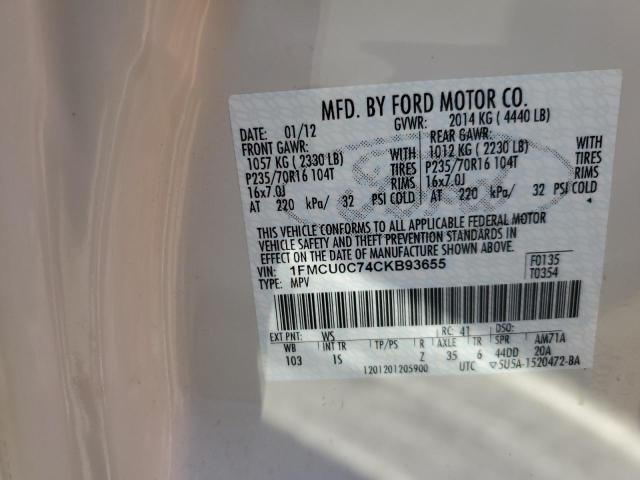 MFD. BY FORD MOTOR CO.
DATE: 01/12 GVWR: 2014 KG (4440 LB)
FRONT GAWR: REAR GAWR:
1057 KG (2330 LB) WITH 1012 KG (2230 LB) WITH
P235/70R16 104T TIRES P235/70R16 104T TIRES
16x7.0J RIMS 16x7.0J RIMS
AT 220 kPa/ 32 PSI COLD AT 220 kPa/ 32 PSI COLD
THIS VEHICLE CONFORMS TO ALL APPLICABLE FEDERAL MOTOR
VEHICLE SAFETY AND THEFT PREVENTION STANDARDS IN
EFFECT ON THE DATE OF MANUFACTURE SHOWN ABOVE.
VIN: 1FMCU0C74CKB93655 F0135
TYPE: MPV T0354
EXT PNT: WS RC: 41 DSO:
WB INT TR TP/PS R AXLE TR SPR AM71A
103 IS Z 35 6 44DD 20A
1201201205900 UTC 5U5A-1520472-BA